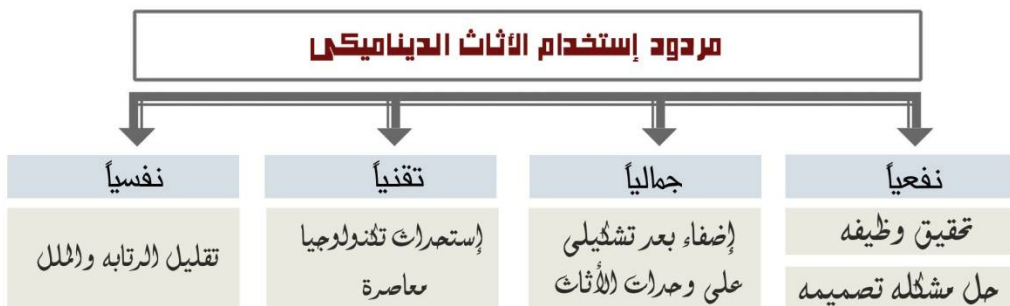 مردود إستخدام الأثاث الديناميكى
نفعياً
تحقيق وظيفه
حل مشكله تصميمه
جمالياً
إضفاء بعد تشكيلى
على وحدات الأثاث
تقنياً
إستحداث تكنولوجيا
معاصرة
نفسياً
تقليل الرتابه والملل